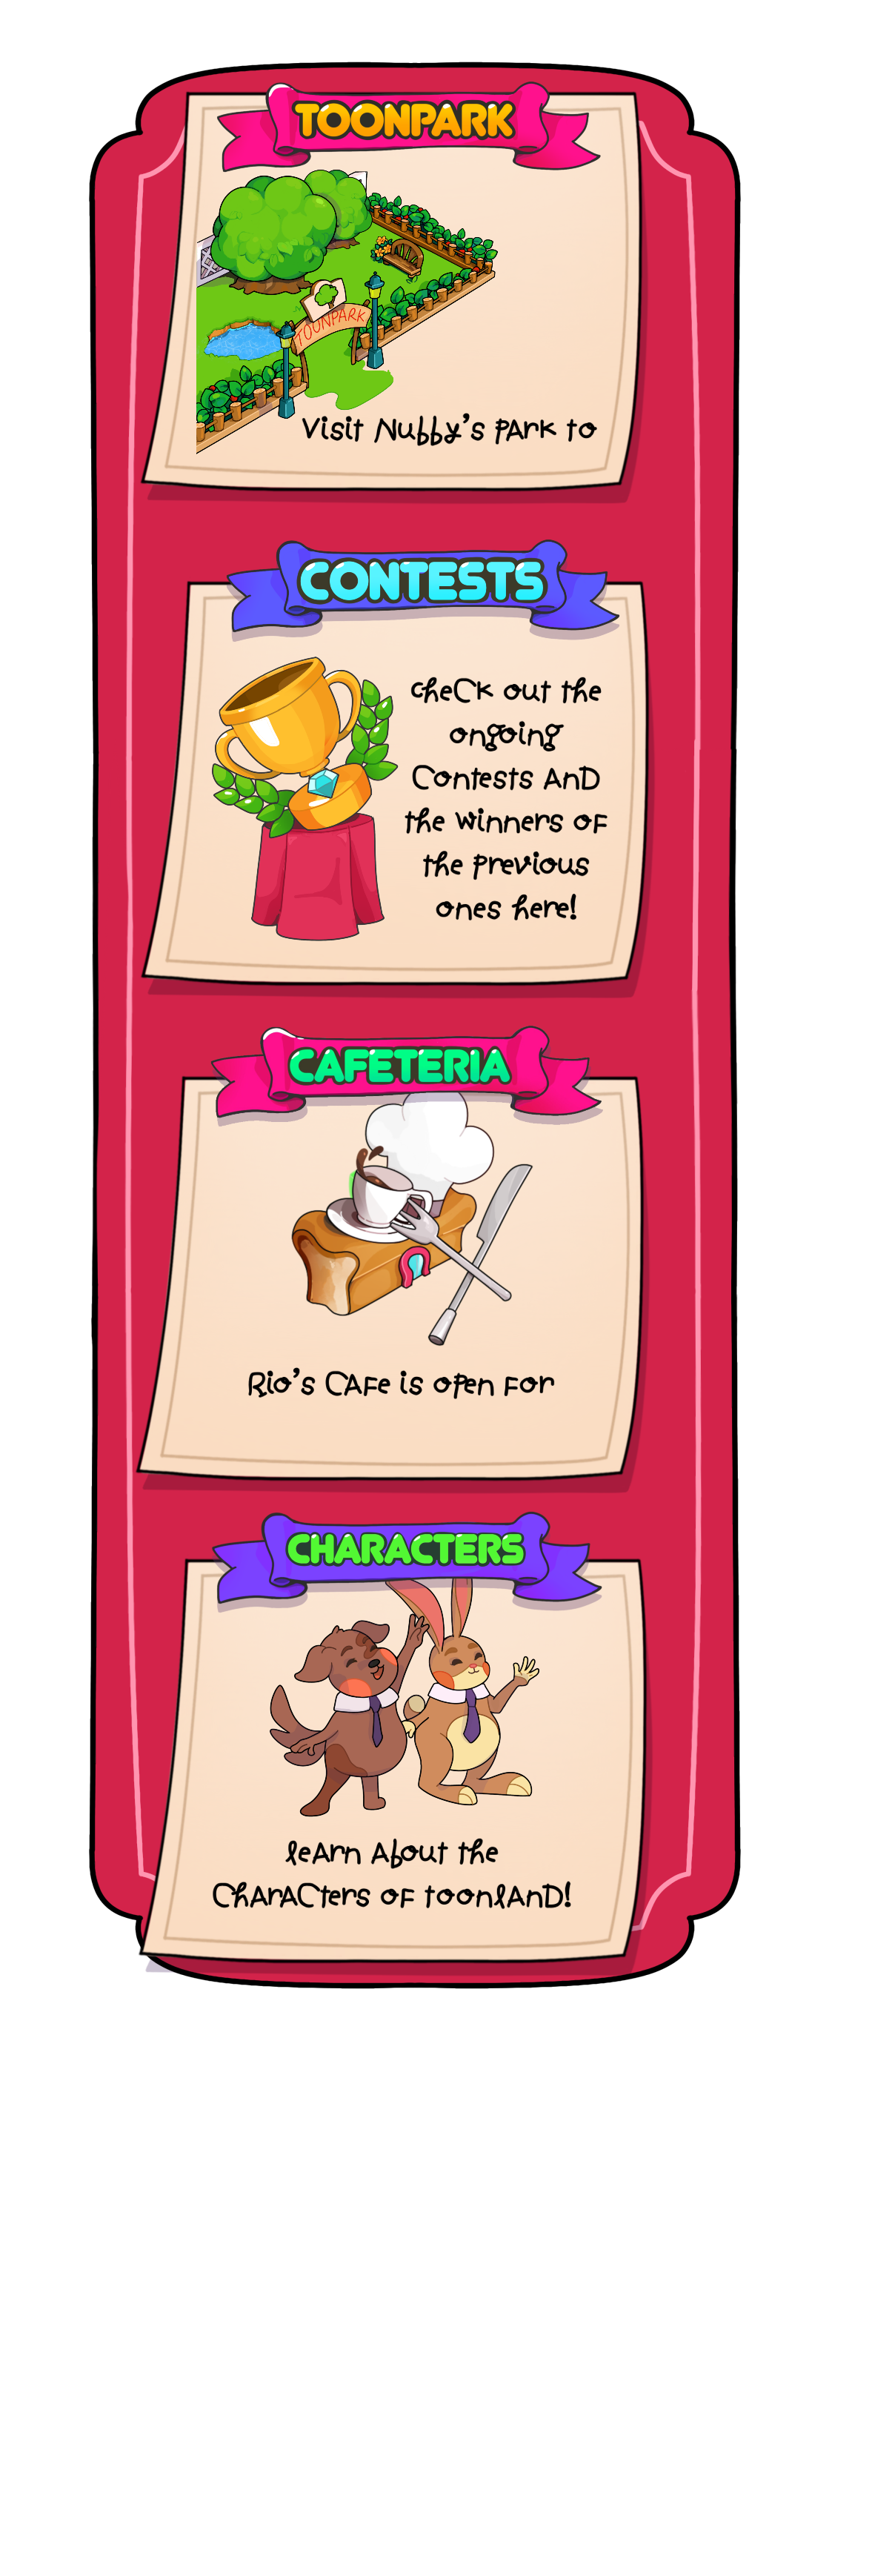 TOONPARK
TOONPARK
Visit Nubby's Park to
CONTESTS
Check out the
ongoing
Contests And
the winners of
the previous
ones here!
CAFETERIA
Rio's Cafe is open for
CHARACTERS
learn About the
Characters of toonland!